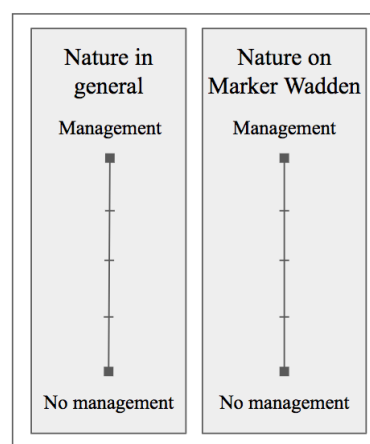 Nature in
general
Management
No management
Nature on
Marker Wadden
Management
No management